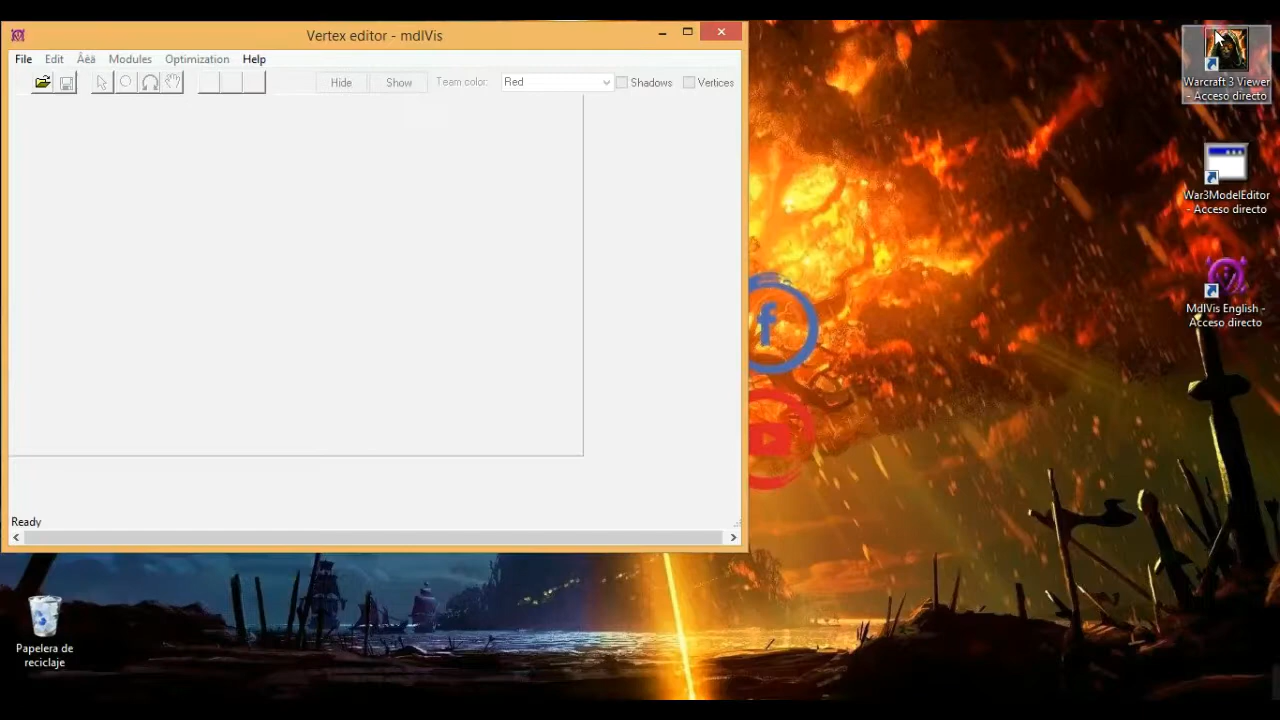 Vertex editor - mdlVis
File Edit Âèä Modules Optimization Help
Hide Show Team color: Red Shadows Vertices
Ready
Warcraft 3 Viewer
- Acceso directo
War3ModelEditor
- Acceso directo
MdlVis English -
Acceso directo
Papelera de
reciclaje